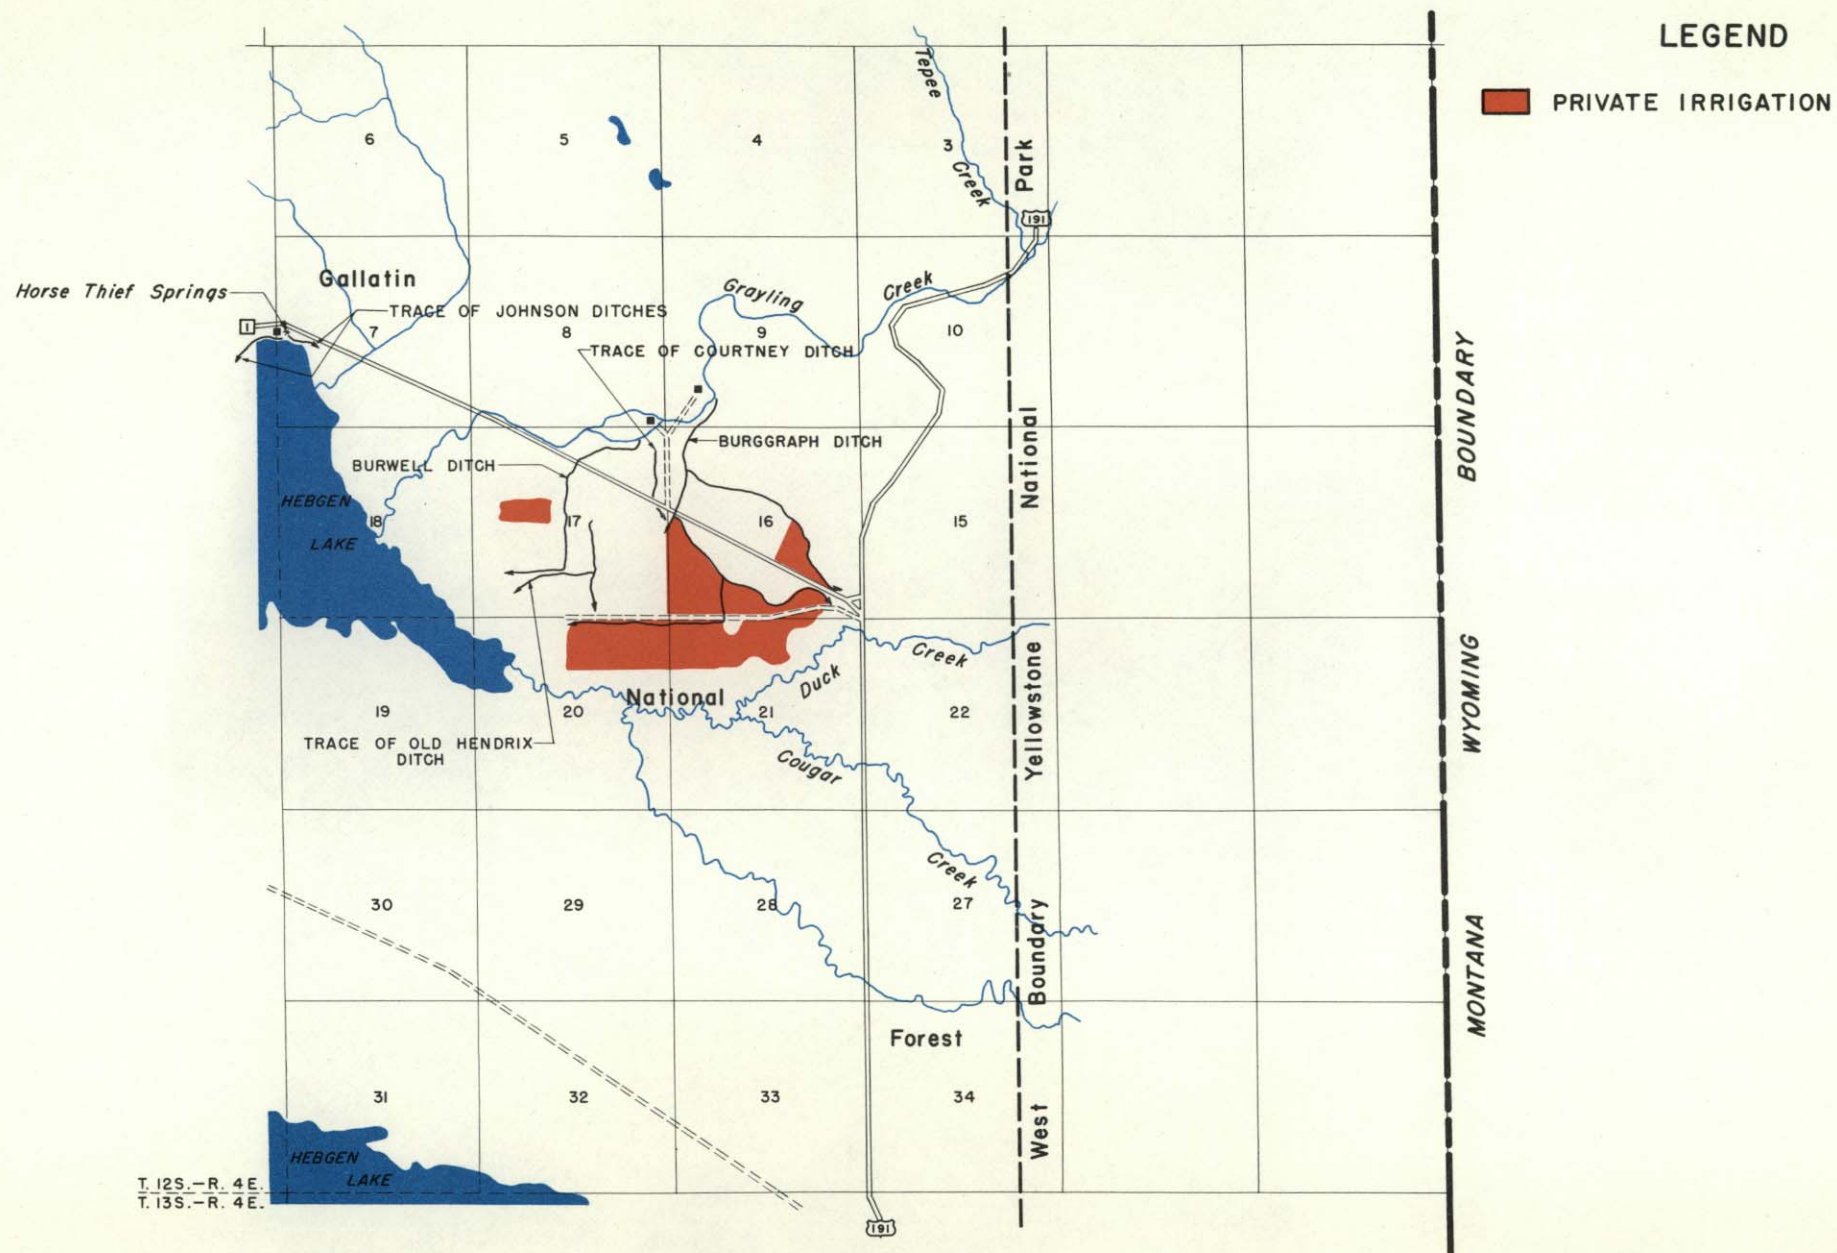 LEGEND
PRIVATE IRRIGATION
Tepee
Creek
6
5
4
3
Park
191
Gallatin
Horse Thief Springs
1
TRACE OF JOHNSON DITCHES
7
8
Grayling
Creek
9
10
TRACE OF COURTNEY DITCH
BOUNDARY
National
BURGGRAPH DITCH
BURWELL DITCH
HEBGEN
LAKE
18
17
16
15
Creek
Duck
National
Yellowstone
WYOMING
19
20
21
22
TRACE OF OLD HENDRIX
DITCH
Cougar
Creek
30
29
28
27
Boundary
MONTANA
Forest
31
32
33
34
West
HEBGEN
LAKE
T. 12S.-R. 4E.
T. 13S.-R. 4E.
191